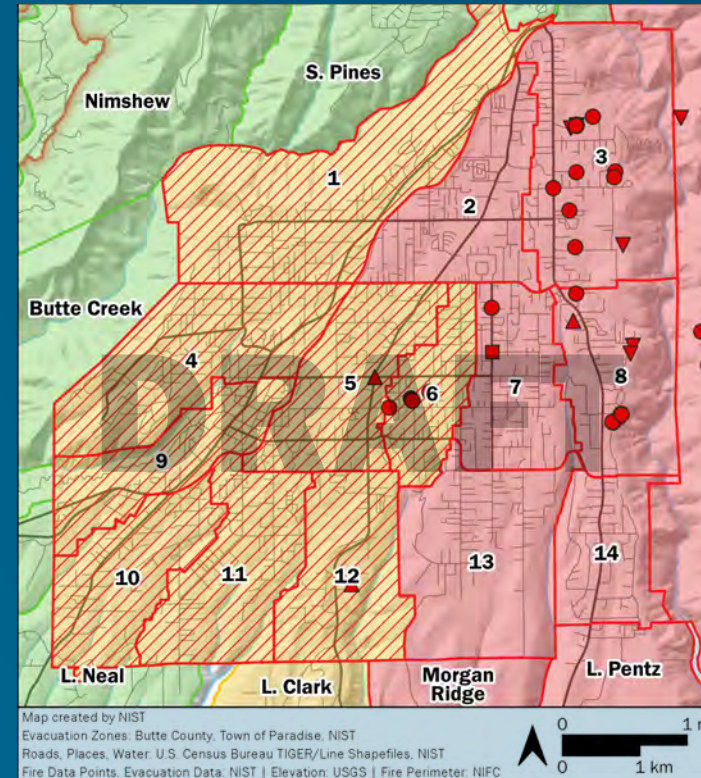 S. Pines
Nimshew
1
3
2
Butte Creek
4
5
6
7
8
DRAFT
9
10
11
12
13
14
L. Neal
L. Clark
Morgan
Ridge
L. Pentz
Map created by NIST
Evacuation Zones: Butte County, Town of Paradise, NIST
Roads, Places, Water: U.S. Census Bureau TIGER/Line Shapefiles, NIST
Fire Data Points, Evacuation Data: NIST | Elevation: USGS | Fire Perimeter: NIFC
0 1
0 1 km